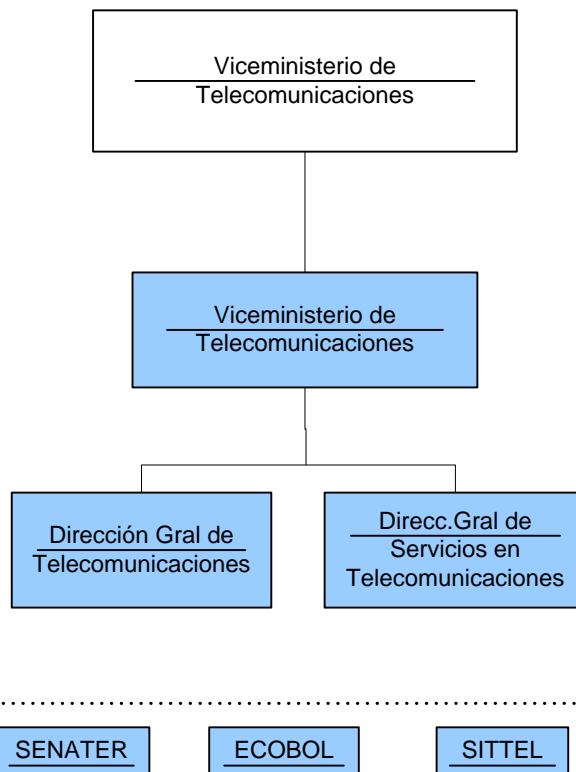 Viceministerio de
Telecomunicaciones
Viceministerio de
Telecomunicaciones
Dirección Gral de
Telecomunicaciones
Direcc.Gral de
Servicios en
Telecomunicaciones
SENATER
ECOBOL
SITTEL